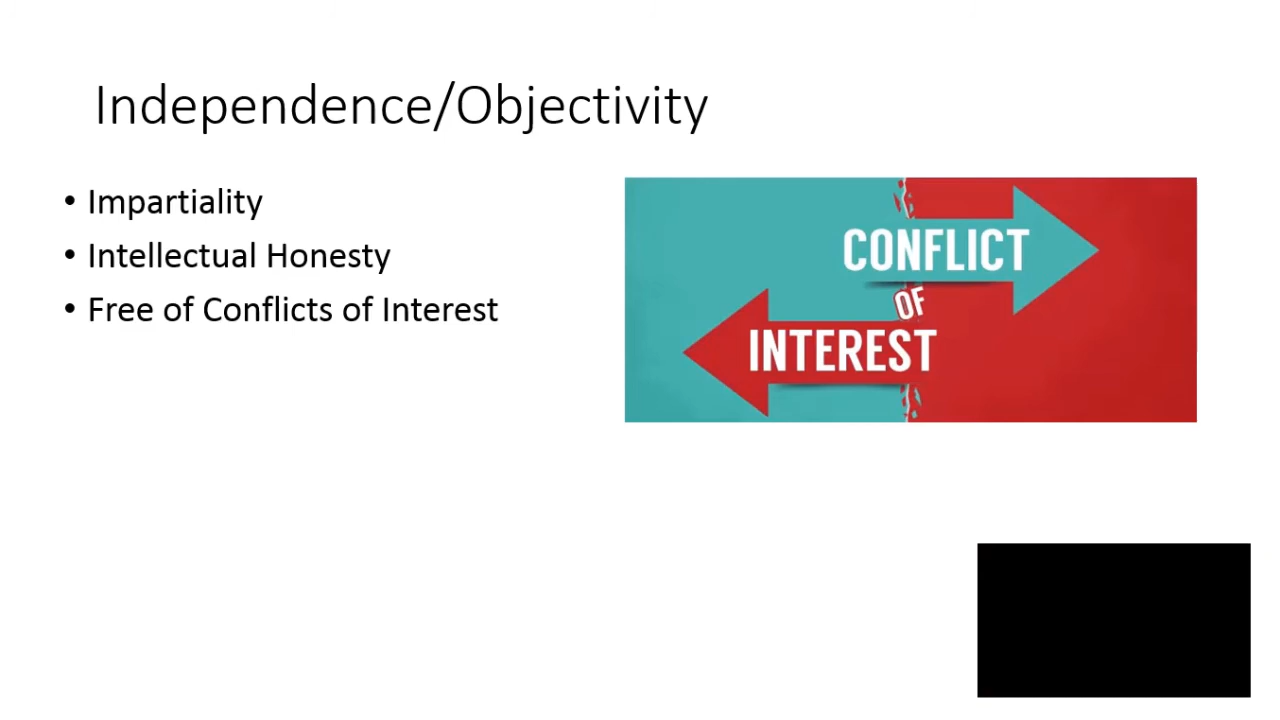 Independence/Objectivity
• Impartiality
• Intellectual Honesty
• Free of Conflicts of Interest
CONFLICT
OF
INTEREST